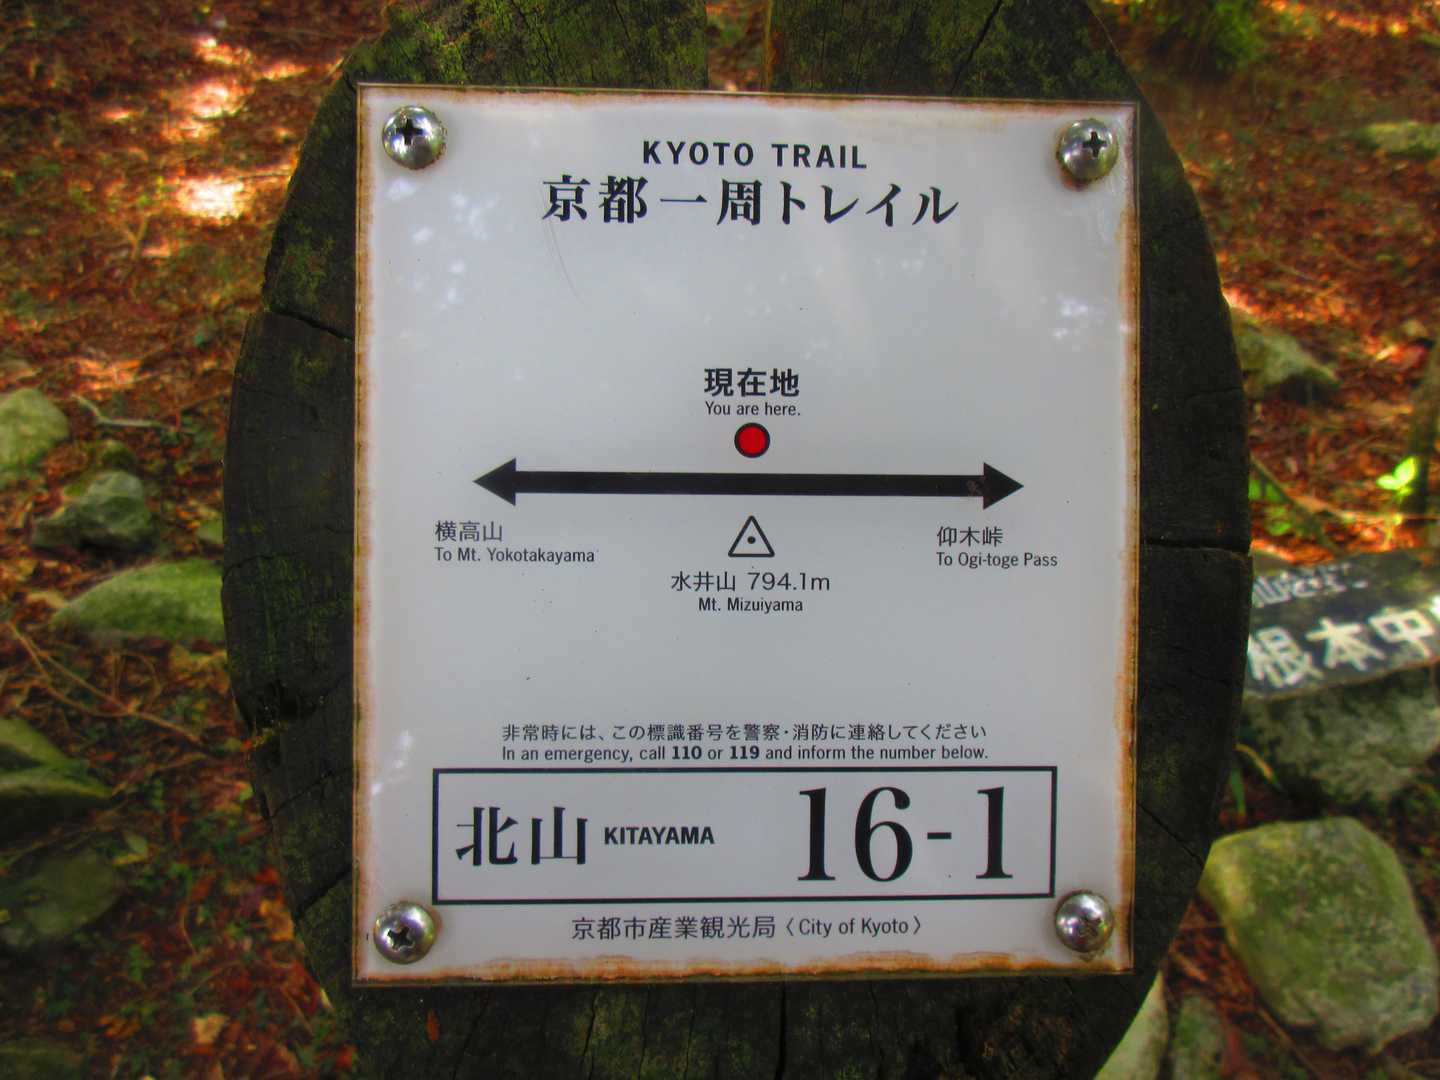 KYOTO TRAIL
京都一周トレイル
現在地
You are here.
横高山
To Mt. Yokotakayama
仰木峠
To Ogi-toge Pass
水井山 794.1m
Mt. Mizuiyama
非常時には、この標識番号を警察・消防に連絡してください
In an emergency, call 110 or 119 and inform the number below.
北山 KITAYAMA 16-1
京都市産業観光局〈City of Kyoto〉
根本中